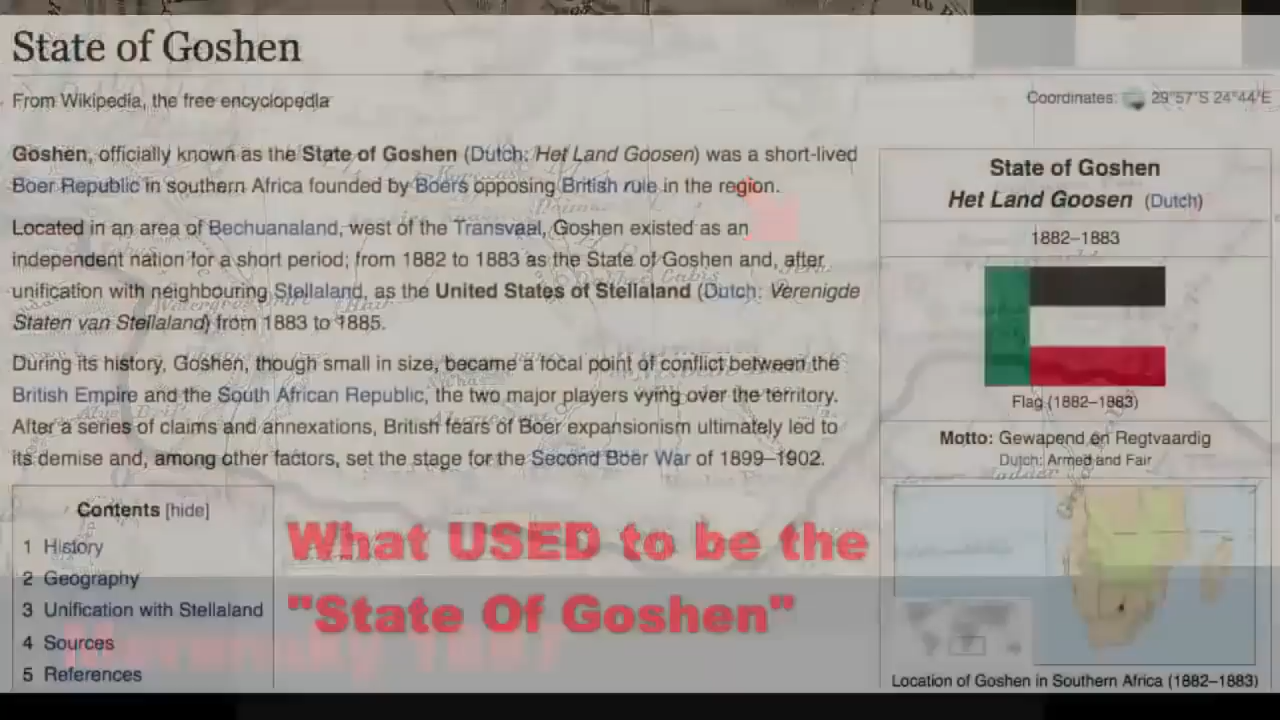 State of Goshen
From Wikipedia, the free encyclopedia
Coordinates: 29°57′S 24°44′E
Goshen, officially known as the State of Goshen (Dutch: Het Land Goosen) was a short-lived
Boer Republic in southern Africa founded by Boers opposing British rule in the region.
Located in an area of Bechuanaland, west of the Transvaal, Goshen existed as an
independent nation for a short period; from 1882 to 1883 as the State of Goshen and, after
unification with neighbouring Stellaland, as the United States of Stellaland (Dutch: Verenigde
Staten van Stellaland) from 1883 to 1885.
During its history, Goshen, though small in size, became a focal point of conflict between the
British Empire and the South African Republic, the two major players vying over the territory.
After a series of claims and annexations, British fears of Boer expansionism ultimately led to
its demise and, among other factors, set the stage for the Second Boer War of 1899–1902.
Contents [hide]
1 History
2 Geography
3 Unification with Stellaland
4 Sources
5 References
What USED to be the
"State Of Goshen"
State of Goshen
Het Land Goosen (Dutch)
1882–1883
Flag (1882–1883)
Motto: Gewapend en Regtvaardig
Dutch: Armed and Fair
Location of Goshen in Southern Africa (1882–1883)